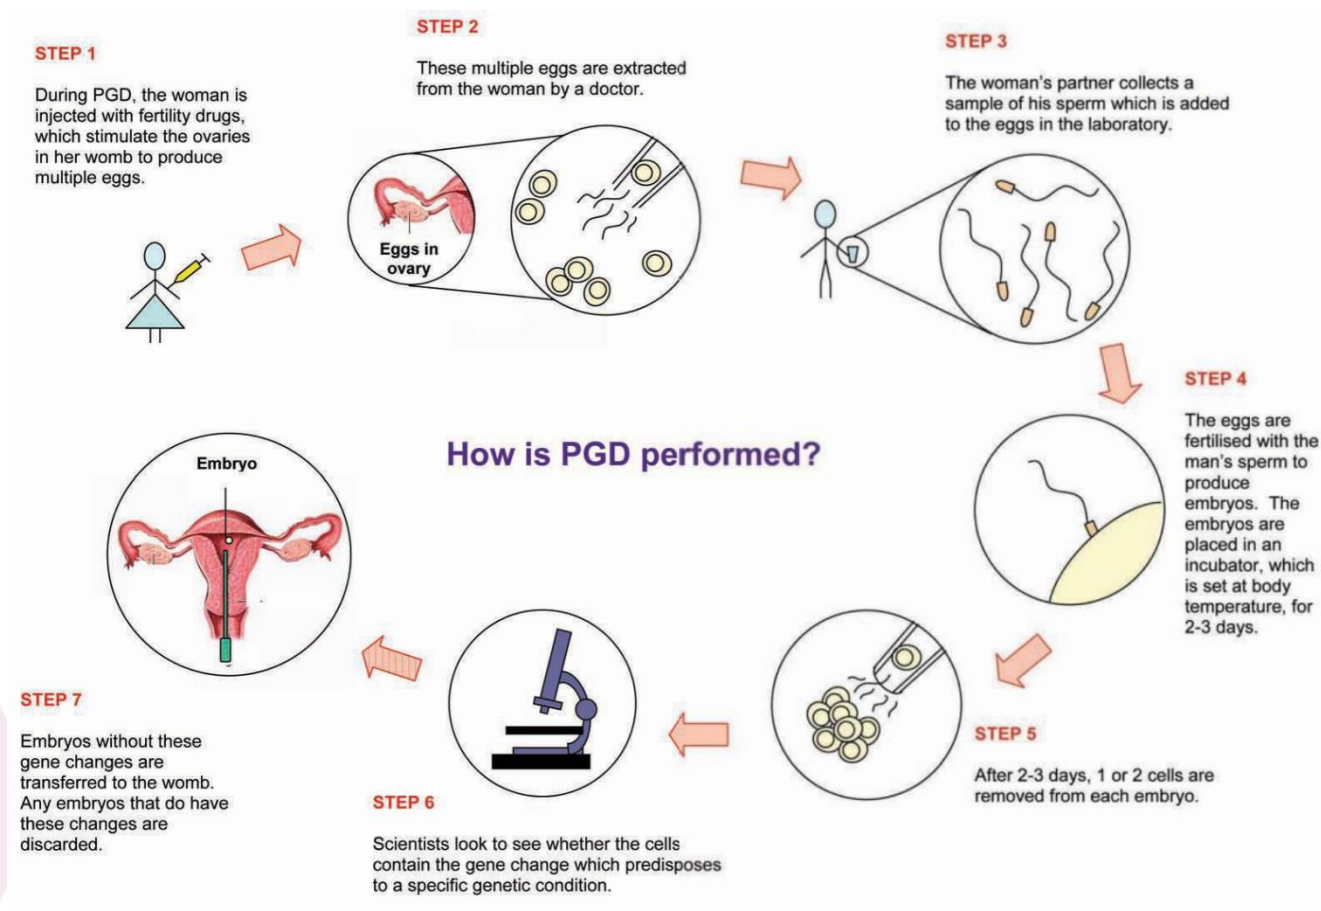 STEP 1
During PGD, the woman is
injected with fertility drugs,
which stimulate the ovaries
in her womb to produce
multiple eggs.
STEP 2
These multiple eggs are extracted
from the woman by a doctor.
Eggs in
ovary
STEP 3
The woman's partner collects a
sample of his sperm which is added
to the eggs in the laboratory.
STEP 4
The eggs are
fertilised with the
man's sperm to
produce
embryos. The
embryos are
placed in an
incubator, which
is set at body
temperature, for
2-3 days.
How is PGD performed?
STEP 5
After 2-3 days, 1 or 2 cells are
removed from each embryo.
STEP 6
Scientists look to see whether the cells
contain the gene change which predisposes
to a specific genetic condition.
Embryo
STEP 7
Embryos without these
gene changes are
transferred to the womb.
Any embryos that do have
these changes are
discarded.